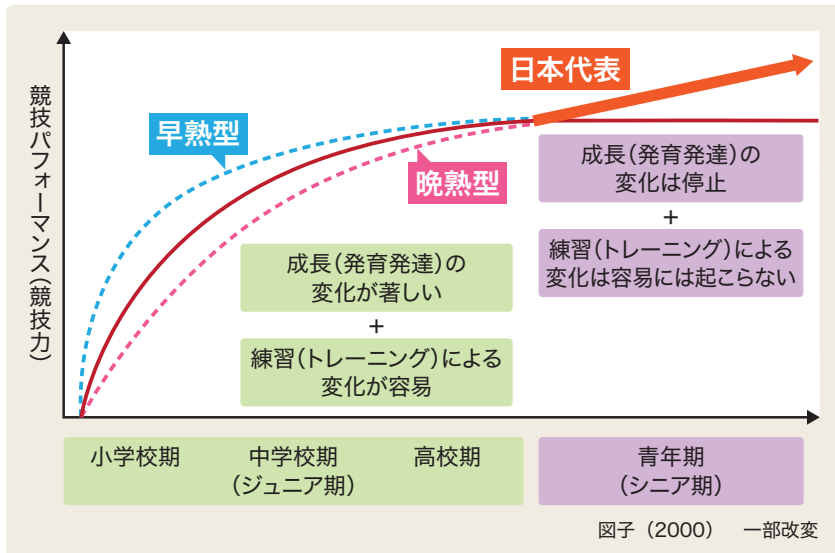 競技パフォーマンス（競技力）
早熟型
日本代表
晩熟型
成長（発育発達）の
変化が著しい
+
練習（トレーニング）による
変化が容易
成長（発育発達）の
変化は停止
+
練習（トレーニング）による
変化は容易には起こらない
小学校期
中学校期
（ジュニア期）
高校期
青年期
（シニア期）
図子（2000）　一部改変